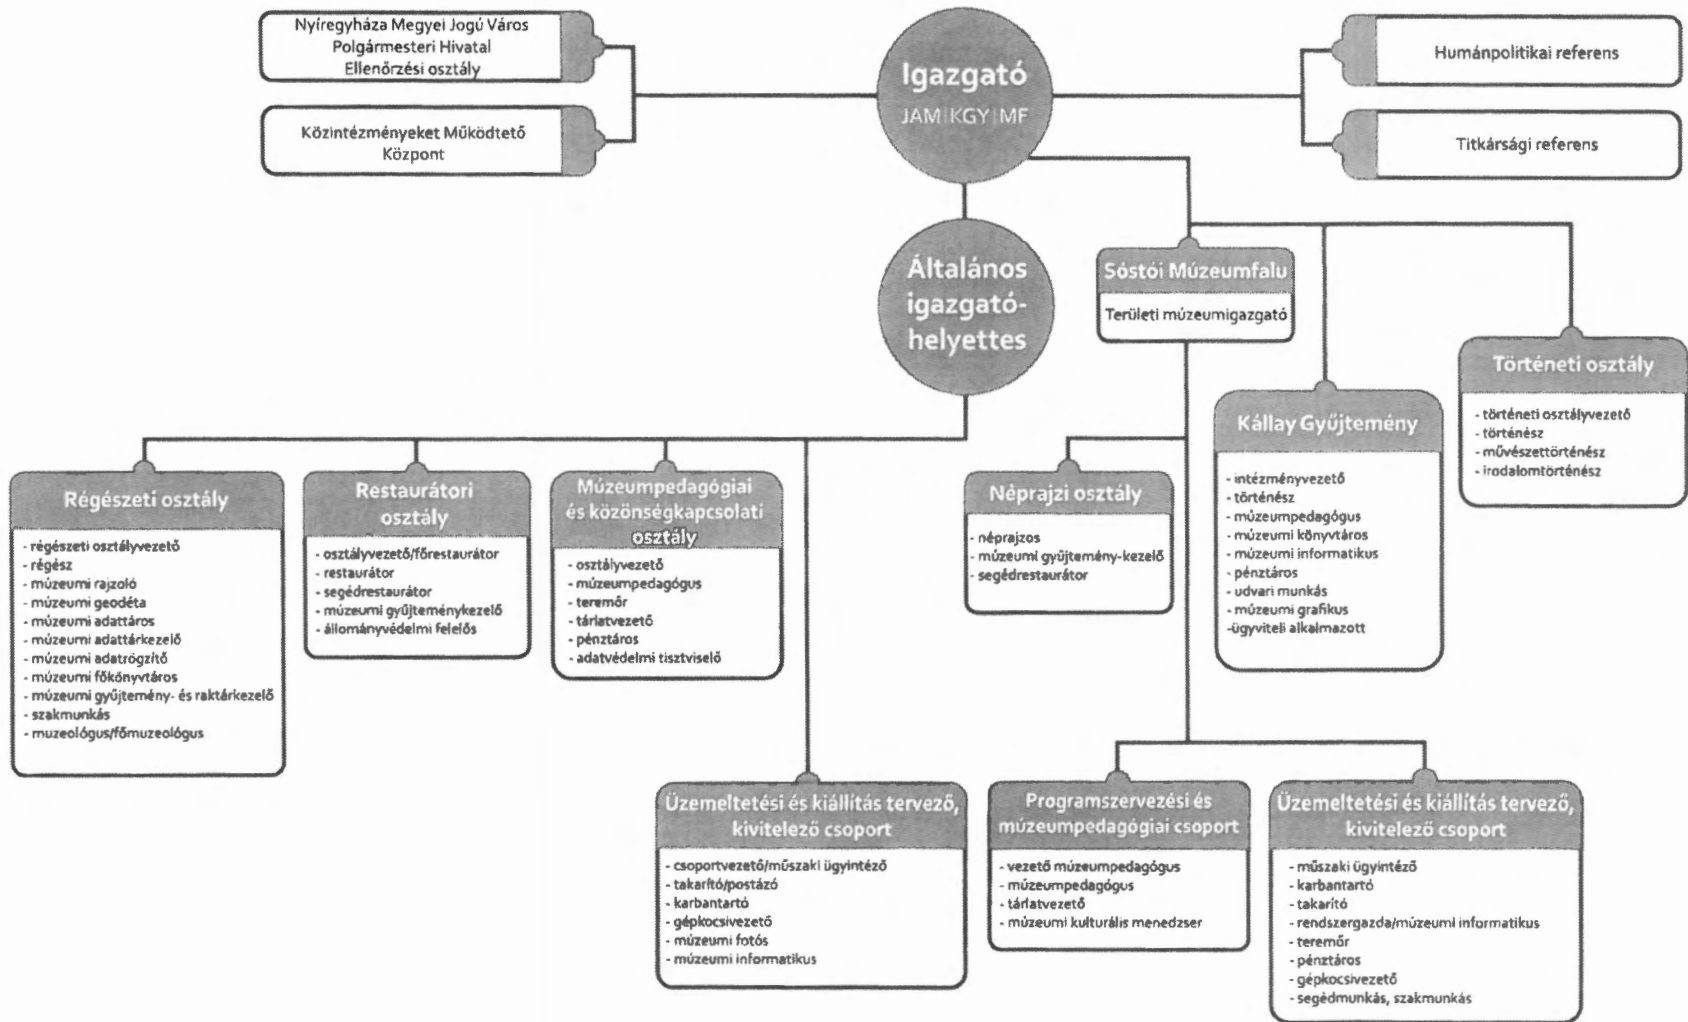 Nyíregyháza Megyei Jogú Város
Polgármesteri Hivatal
Ellenőrzési osztály
Közintézményeket Működtető
Központ
Igazgató
JAM|KGY|MF
Humánpolitikai referens
Titkársági referens
Általános
igazgató-
helyettes
Sóstói Múzeumfalu
Területi múzeumigazgató
Történeti osztály
- történeti osztályvezető
- történész
- művészettörténész
- irodalomtörténész
Kállay Gyűjtemény
- intézményvezető
- történész
- múzeumpedagógus
- múzeumi könyvtáros
- múzeumi informatikus
- pénztáros
- udvari munkás
- múzeumi grafikus
-ügyviteli alkalmazott
Régészeti osztály
- régészeti osztályvezető
- régész
- múzeumi rajzoló
- múzeumi geodéta
- múzeumi adattáros
- múzeumi adattárkezelő
- múzeumi adatrögzítő
- múzeumi főkönyvtáros
- múzeumi gyűjtemény- és raktárkezelő
- szakmunkás
- muzeológus/főmuzeológus
Restaurátori
osztály
- osztályvezető/főrestaurátor
- restaurátor
- segédrestaurátor
- múzeumi gyűjteménykezelő
- állományvédelmi felelős
Múzeumpedagógiai
és közönségkapcsolati
osztály
- osztályvezető
- múzeumpedagógus
- teremőr
- tárlatvezető
- pénztáros
- adatvédelmi tisztviselő
Néprajzi osztály
- néprajzos
- múzeumi gyűjtemény-kezelő
- segédrestaurátor
Üzemeltetési és kiállítás tervező,
kivitelező csoport
- csoportvezető/műszaki ügyintéző
- takarító/postázó
- karbantartó
- gépkocsivezető
- múzeumi fotós
- múzeumi informatikus
Programszervezési és
múzeumpedagógiai csoport
- vezető múzeumpedagógus
- múzeumpedagógus
- tárlatvezető
- múzeumi kulturális menedzser
Üzemeltetési és kiállítás tervező,
kivitelező csoport
- műszaki ügyintéző
- karbantartó
- takarító
- rendszergazda/múzeumi informatikus
- teremőr
- pénztáros
- gépkocsivezető
- segédmunkás, szakmunkás